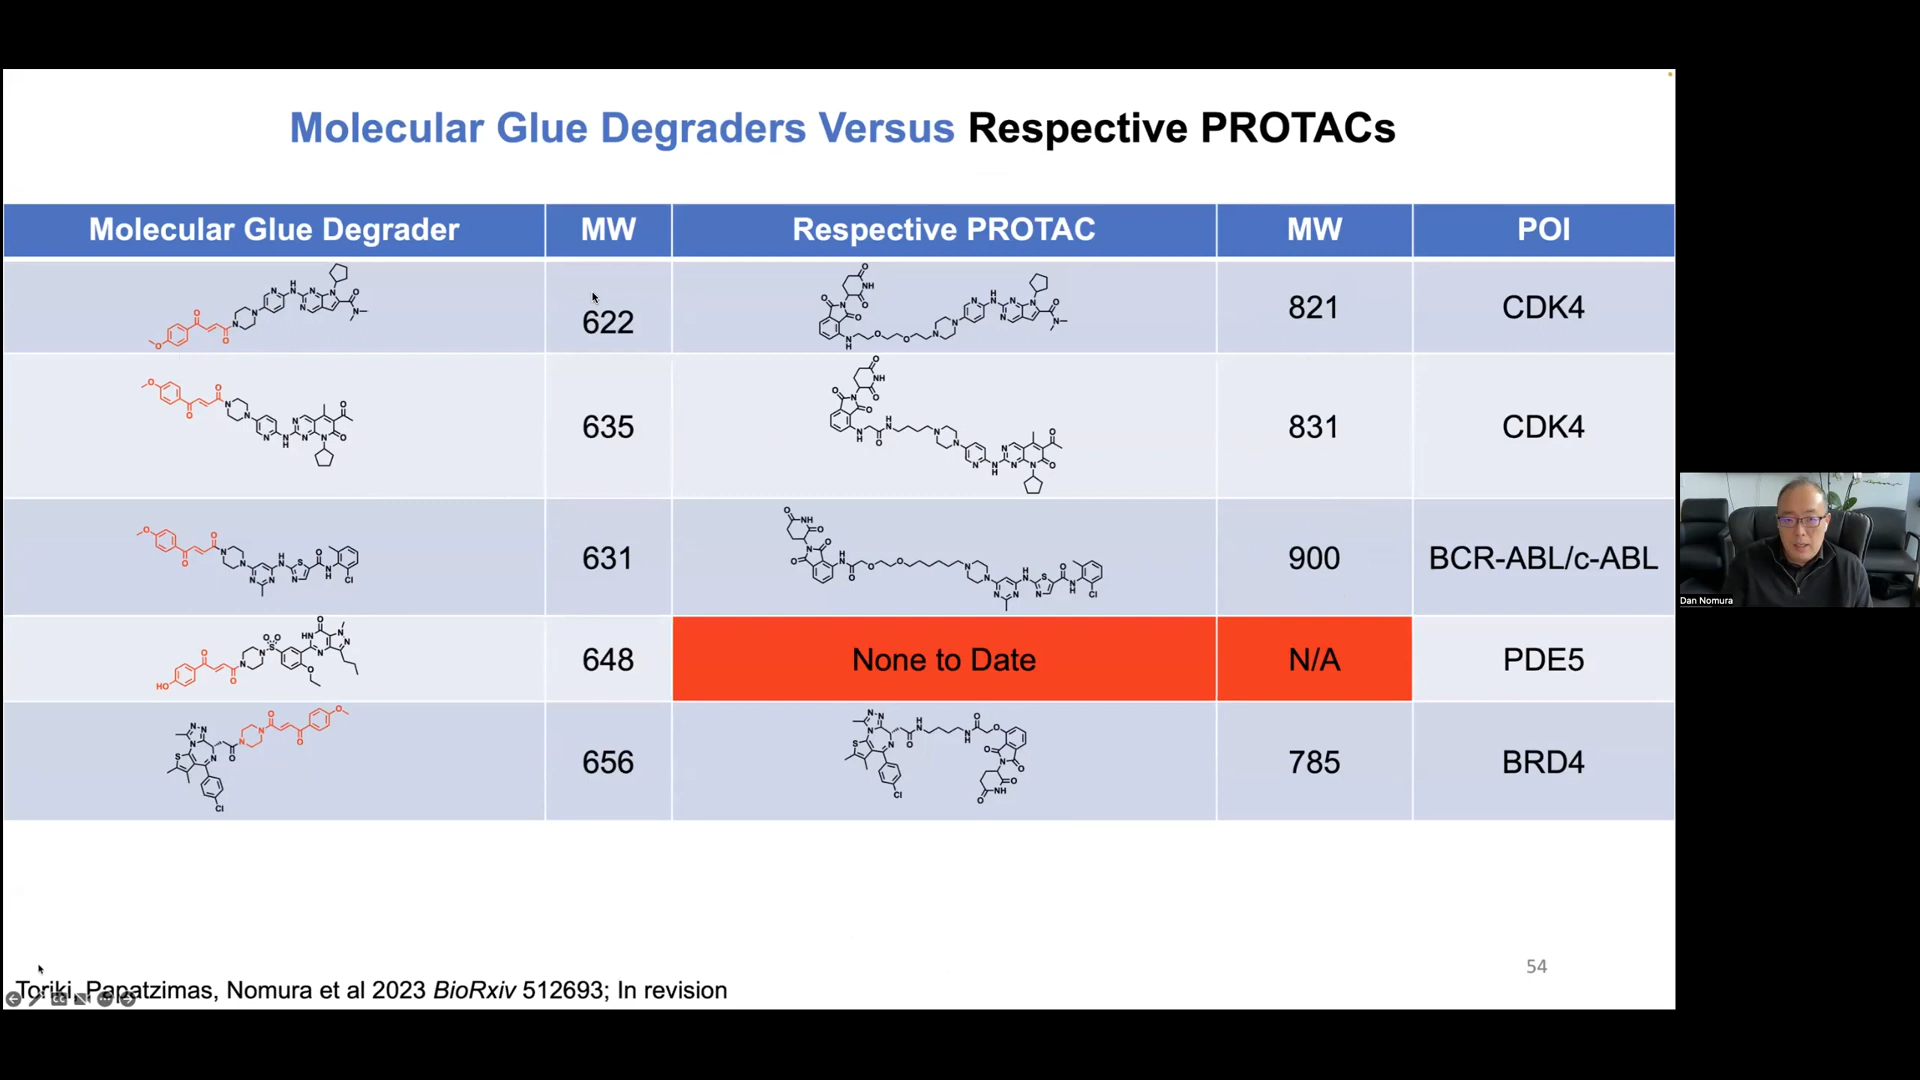 Molecular Glue Degraders Versus Respective PROTACs
Molecular Glue Degrader MW Respective PROTAC MW POI
622 821 CDK4
635 831 CDK4
631 900 BCR-ABL/c-ABL
648 None to Date N/A PDE5
656 785 BRD4
Dan Nomura
54
Toriki, Papatzimas, Nomura et al 2023 BioRxiv 512693; In revision